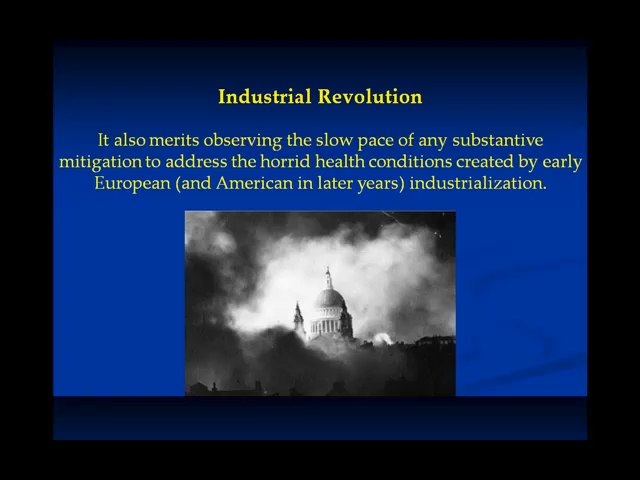 Industrial Revolution
It also merits observing the slow pace of any substantive
mitigation to address the horrid health conditions created by early
European (and American in later years) industrialization.